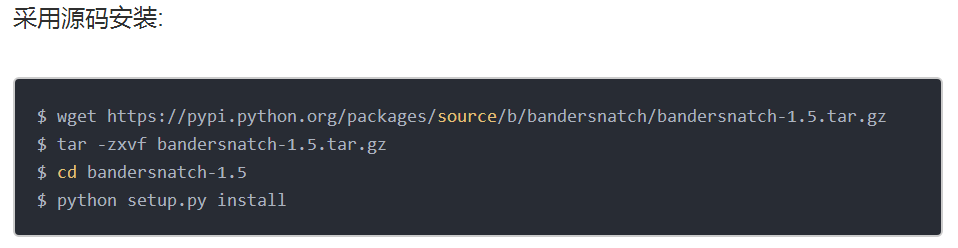 采用源码安装:
$ wget https://pypi.python.org/packages/source/b/bandersnatch/bandersnatch-1.5.tar.gz
$ tar -zxvf bandersnatch-1.5.tar.gz
$ cd bandersnatch-1.5
$ python setup.py install